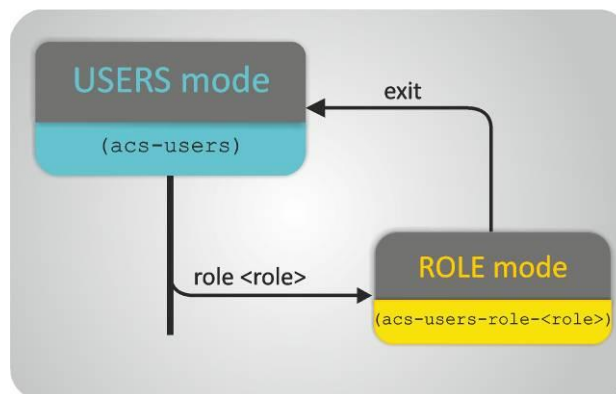 USERS mode
(acs-users)
exit
role <role>
ROLE mode
(acs-users-role-<role>)